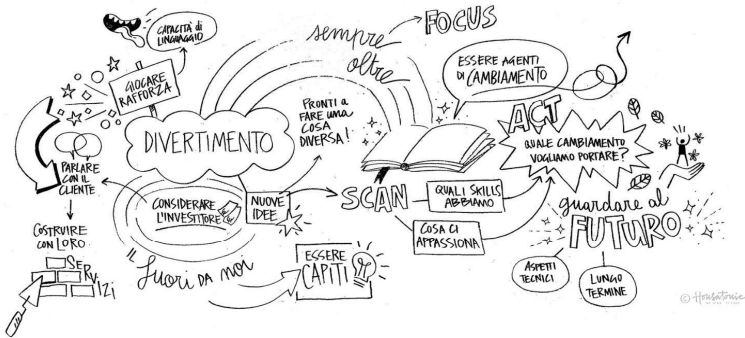 CAPACITÀ di
LINGUAGGIO
GIOCARE
RAFFORZA
sempre
oltre
FOCUS
ESSERE AGENTI
DI CAMBIAMENTO
DIVERTIMENTO
PRONTI a
FARE UNA
COSA
DIVERSA!
ACT
QUALE CAMBIAMENTO
VOGLIAMO PORTARE?
PARLARE
CON IL
CLIENTE
CONSIDERARE
L'INVESTITORE
NUOVE
IDEE
SCAN
QUALI SKILLS
ABBIAMO
COSA CI
APPASSIONA
guardare al
FUTURO
COSTRUIRE
CON LORO
SERVIZI
IL fuori DA noi
ESSERE
CAPITI
ASPETTI
TECNICI
LUNGO
TERMINE
© Housatonic